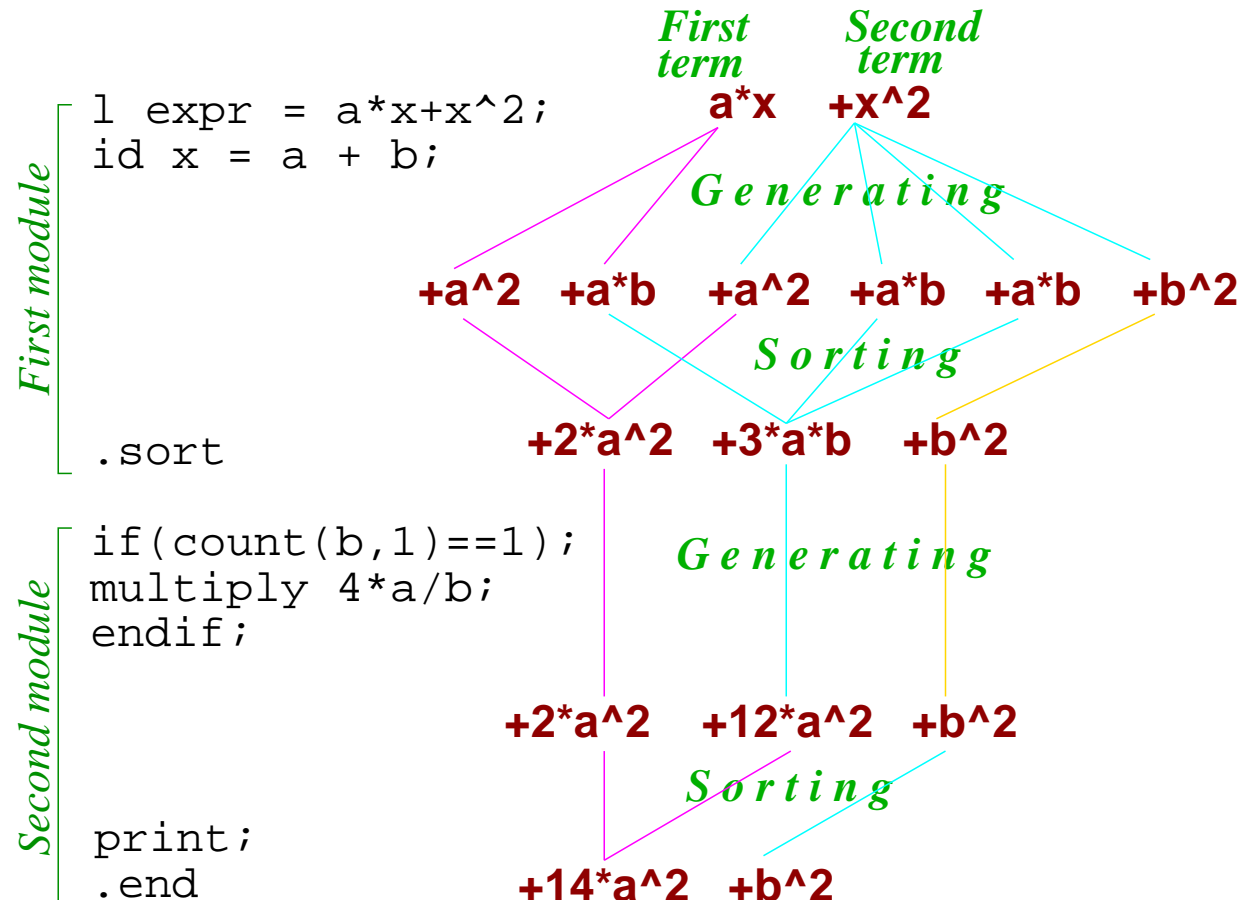 First Second
term term
l expr = a*x+x^2; a*x +x^2
id x = a + b;
Generating
First module
+a^2 +a*b +a^2 +a*b +a*b +b^2
Sorting
.sort +2*a^2 +3*a*b +b^2
if(count(b,1)==1);
Generating
multiply 4*a/b;
endif;
Second module
+2*a^2 +12*a^2 +b^2
Sorting
print;
.end +14*a^2 +b^2